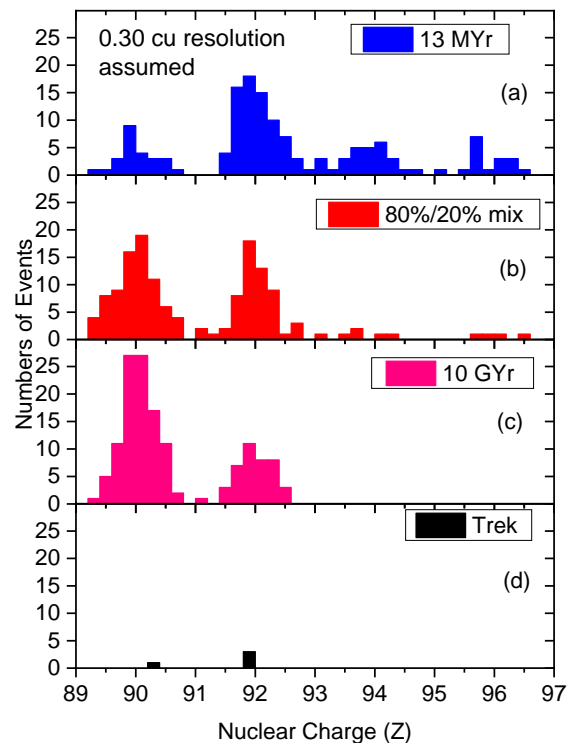 0.30 cu resolution
assumed
13 MYr
(a)
25
20
15
10
5
0
80%/20% mix
(b)
25
20
15
10
5
0
10 GYr
(c)
25
20
15
10
5
0
Trek
(d)
25
20
15
10
5
0
Numbers of Events
89 90 91 92 93 94 95 96 97
Nuclear Charge (Z)